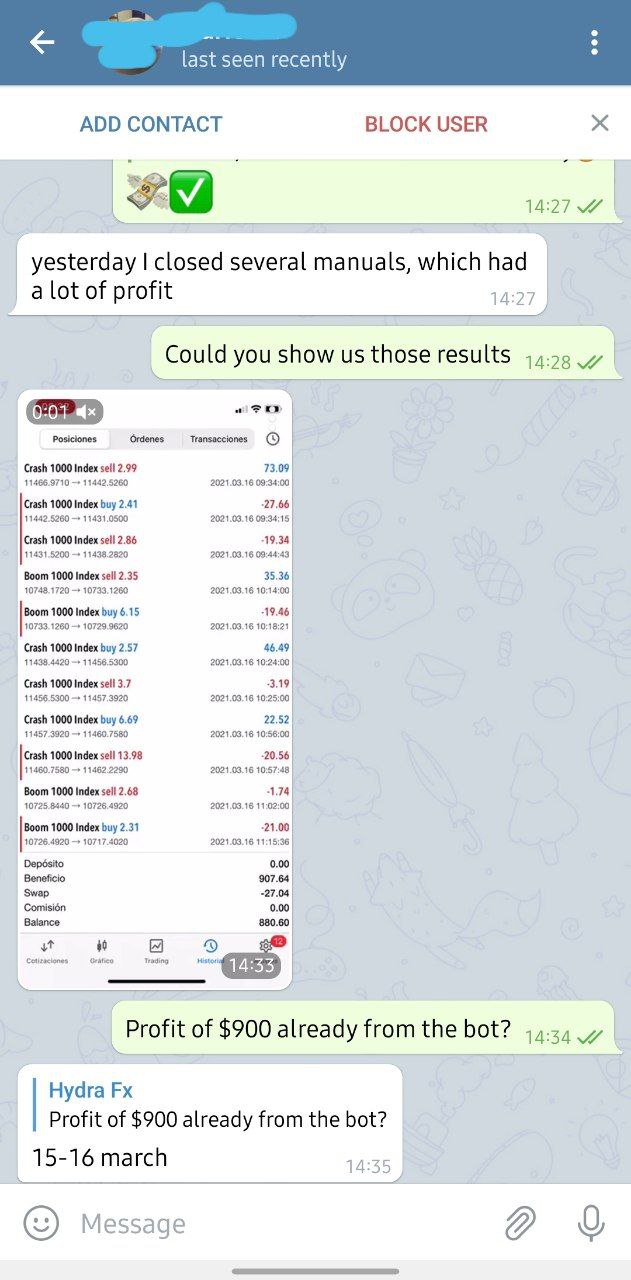 last seen recently
ADD CONTACT
BLOCK USER
14:27
yesterday I closed several manuals, which had
a lot of profit
14:27
Could you show us those results
14:28
0:01
Posiciones
Órdenes
Transacciones
Crash 1000 Index sell 2.99
73.09
11466.9710 → 11442.5260
2021.03.16 09:34:00
Crash 1000 Index buy 2.41
-27.66
11442.5260 → 11431.0500
2021.03.16 09:34:15
Crash 1000 Index sell 2.86
-19.34
11431.5200 → 11438.2820
2021.03.16 09:44:43
Boom 1000 Index sell 2.35
35.36
10748.1720 → 10733.1260
2021.03.16 10:14:00
Boom 1000 Index buy 6.15
-19.46
10733.1260 → 10729.9620
2021.03.16 10:18:21
Crash 1000 Index buy 2.57
46.49
11438.4420 → 11456.5300
2021.03.16 10:24:00
Crash 1000 Index sell 3.7
-3.19
11456.5300 → 11457.3920
2021.03.16 10:25:00
Crash 1000 Index buy 6.69
22.52
11457.3920 → 11460.7580
2021.03.16 10:56:00
Crash 1000 Index sell 13.98
-20.56
11460.7580 → 11462.2290
2021.03.16 10:57:48
Boom 1000 Index sell 2.68
-1.74
10725.8440 → 10726.4920
2021.03.16 11:02:00
Boom 1000 Index buy 2.31
-21.00
10726.4920 → 10717.4020
2021.03.16 11:15:36
Depósito
0.00
Beneficio
907.64
Swap
-27.04
Comisión
0.00
Balance
880.60
12
Cotizaciones
Gráfico
Trading
Historial
14:33
Profit of $900 already from the bot?
14:34
Hydra Fx
Profit of $900 already from the bot?
15-16 march
14:35
Message